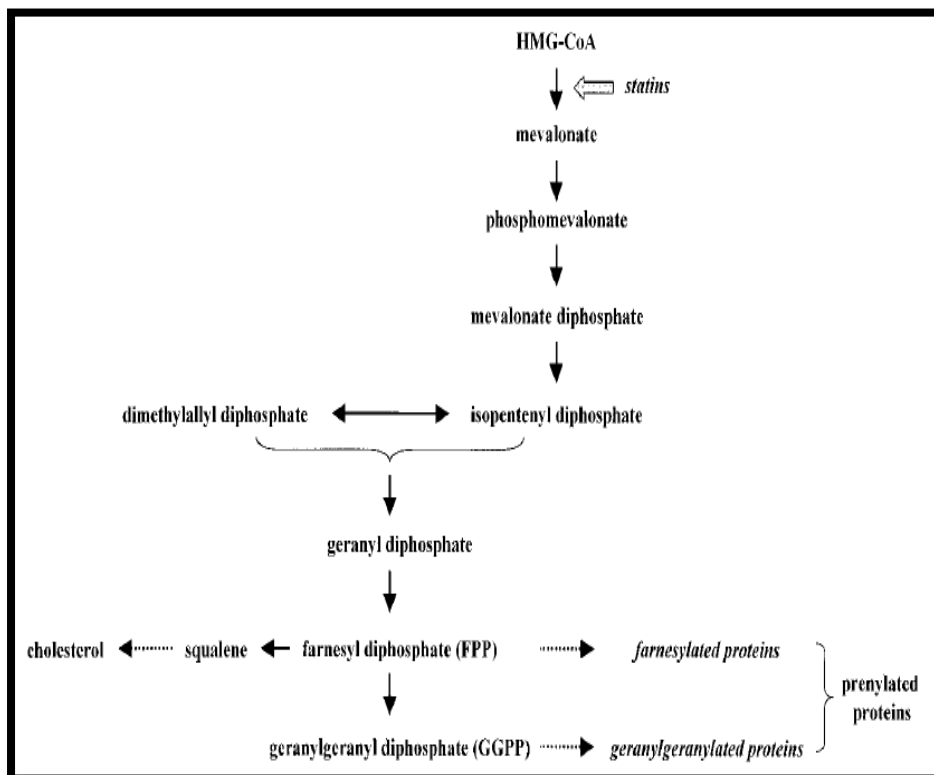 HMG-CoA
statins
mevalonate
phosphomevalonate
mevalonate diphosphate
dimethylallyl diphosphate
isopentenyl diphosphate
geranyl diphosphate
cholesterol
squalene
farnesyl diphosphate (FPP)
farnesylated proteins
prenylated
proteins
geranylgeranyl diphosphate (GGPP)
geranylgeranylated proteins